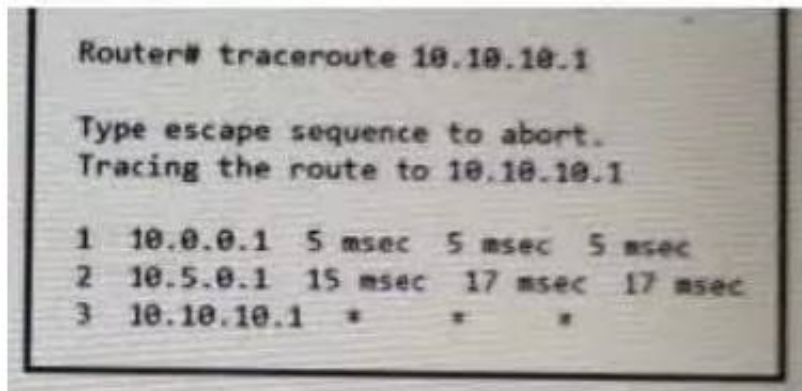 Router# traceroute 10.10.10.1
Type escape sequence to abort.
Tracing the route to 10.10.10.1
1 10.0.0.1 5 msec 5 msec 5 msec
2 10.5.0.1 15 msec 17 msec 17 msec
3 10.10.10.1 * * *